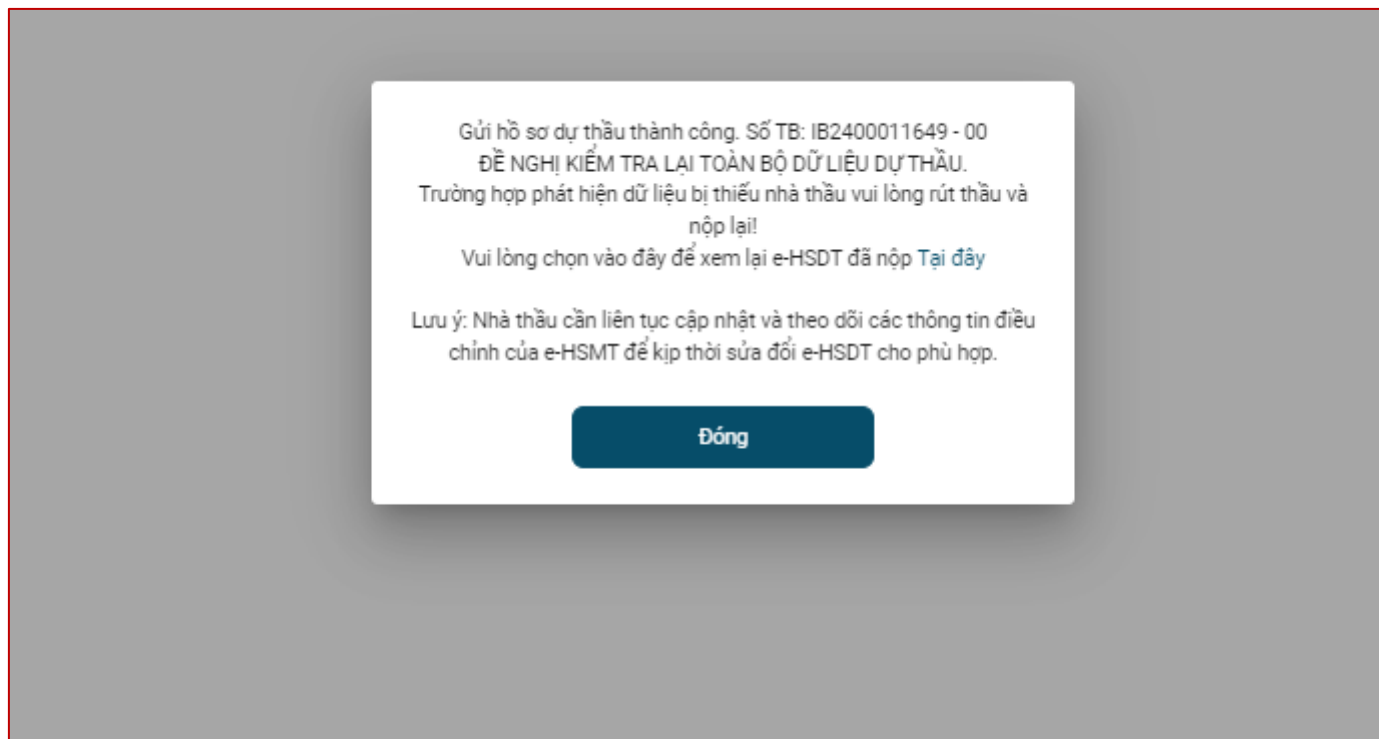 Gửi hồ sơ dự thầu thành công. Số TB: IB2400011649 - 00
ĐỀ NGHỊ KIỂM TRA LẠI TOÀN BỘ DỮ LIỆU DỰ THẦU.
Trường hợp phát hiện dữ liệu bị thiếu nhà thầu vui lòng rút thầu và
nộp lại!
Vui lòng chọn vào đây để xem lại e-HSDT đã nộp Tại đây
Lưu ý: Nhà thầu cần liên tục cập nhật và theo dõi các thông tin điều
chỉnh của e-HSMT để kịp thời sửa đổi e-HSDT cho phù hợp.
Đóng